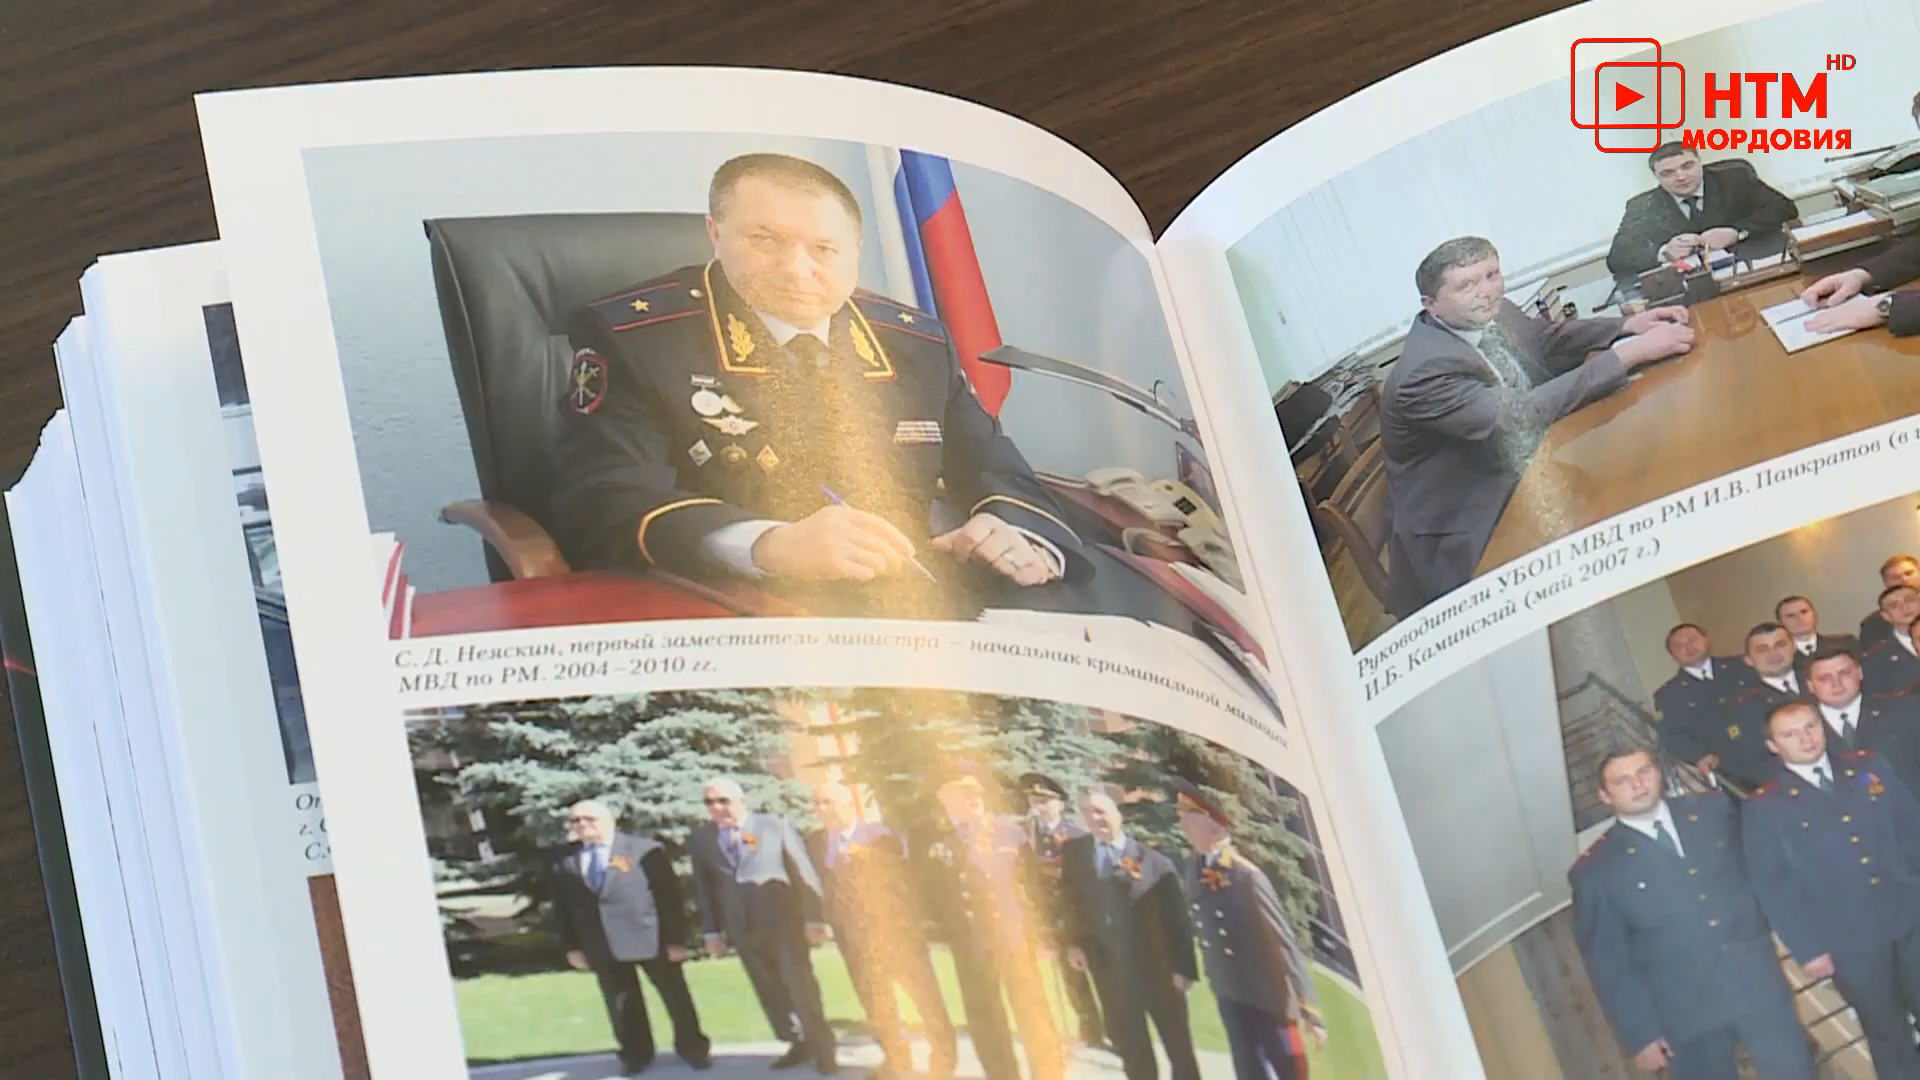 НТМ HD
МОРДОВИЯ
С. Д. Неяскин, первый заместитель министра – начальник криминальной милиции
МВД по РМ. 2004–2010 гг.
Руководители УБОП МВД по РМ И.В. Панкратов (в
И.Б. Каминский (май 2007 г.)
г.